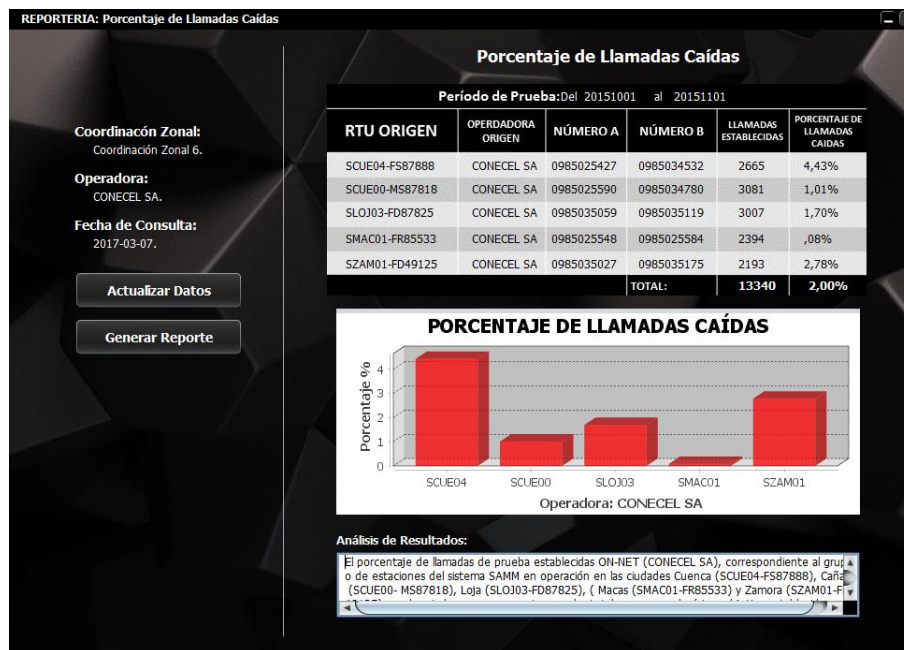 REPORTERIA: Porcentaje de Llamadas Caídas
Coordinacón Zonal:
Coordinación Zonal 6.
Operadora:
CONECEL SA.
Fecha de Consulta:
2017-03-07.
Actualizar Datos
Generar Reporte
Porcentaje de Llamadas Caídas
Período de Prueba:Del 20151001 al 20151101
RTU ORIGEN OPERDADORA ORIGEN NÚMERO A NÚMERO B LLAMADAS ESTABLECIDAS PORCENTAJE DE LLAMADAS CAIDAS
SCUE04-FS87888 CONECEL SA 0985025427 0985034532 2665 4,43%
SCUE00-MS87818 CONECEL SA 0985025590 0985034780 3081 1,01%
SLOJ03-FD87825 CONECEL SA 0985035059 0985035119 3007 1,70%
SMAC01-FR85533 CONECEL SA 0985025548 0985025584 2394 ,08%
SZAM01-FD49125 CONECEL SA 0985035027 0985035175 2193 2,78%
TOTAL: 13340 2,00%
PORCENTAJE DE LLAMADAS CAÍDAS
Porcentaje %
4
3
2
1
0
SCUE04 SCUE00 SLOJ03 SMAC01 SZAM01
Operadora: CONECEL SA
Análisis de Resultados:
El porcentaje de llamadas de prueba establecidas ON-NET (CONECEL SA), correspondiente al grup
o de estaciones del sistema SAMM en operación en las ciudades Cuenca (SCUE04-FS87888), Caña
(SCUE00- MS87818), Loja (SLOJ03-FD87825), ( Macas (SMAC01-FR85533) y Zamora (SZAM01-F